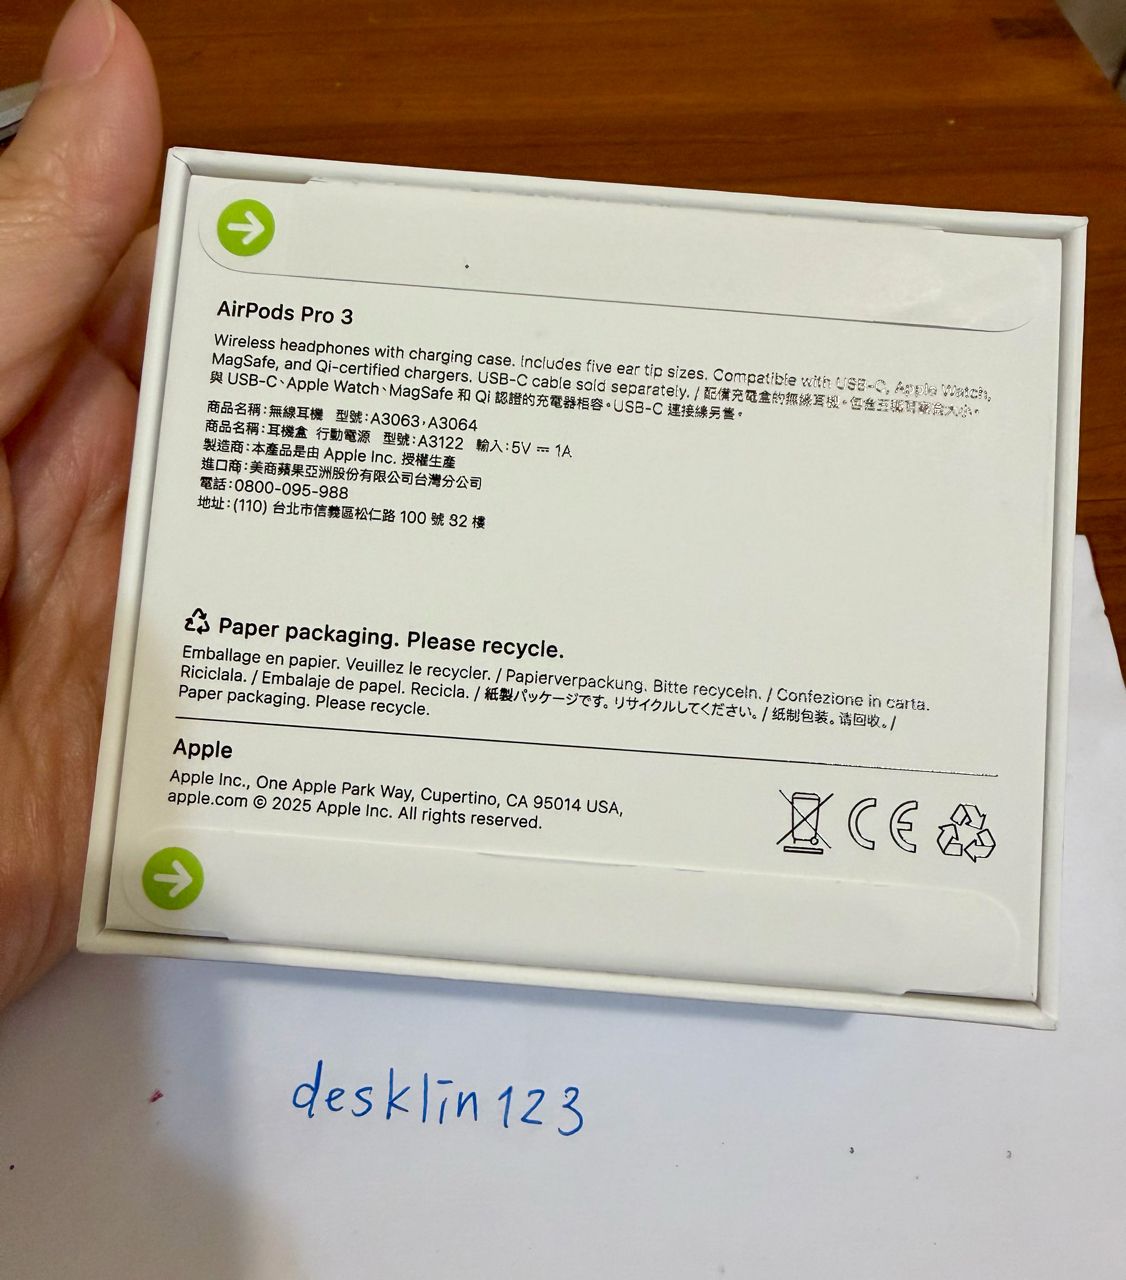 AirPods Pro 3
Wireless headphones with charging case. Includes five ear tip sizes. Compatible with USB-C, Apple Watch,
MagSafe, and Qi-certified chargers. USB-C cable sold separately. / 配備充電盒的無線耳機。包含五種耳塞大小。
與 USB-C、Apple Watch、MagSafe 和 Qi 認證的充電器相容。USB-C 連接線另售。
商品名稱：無線耳機 型號：A3063，A3064
商品名稱：耳機盒 行動電源 型號：A3122 輸入：5V ⎓ 1A
製造商：本產品是由 Apple Inc. 授權生產
進口商：美商蘋果亞洲股份有限公司台灣分公司
電話：0800-095-988
地址：(110) 台北市信義區松仁路 100 號 32 樓
Paper packaging. Please recycle.
Emballage en papier. Veuillez le recycler. / Papierverpackung. Bitte recyceln. / Confezione in carta.
Riciclala. / Embalaje de papel. Recicla. / 紙製パッケージです。リサイクルしてください。/ 纸制包装。请回收。/
Paper packaging. Please recycle.
Apple
Apple Inc., One Apple Park Way, Cupertino, CA 95014 USA,
apple.com © 2025 Apple Inc. All rights reserved.
CE
desklin123